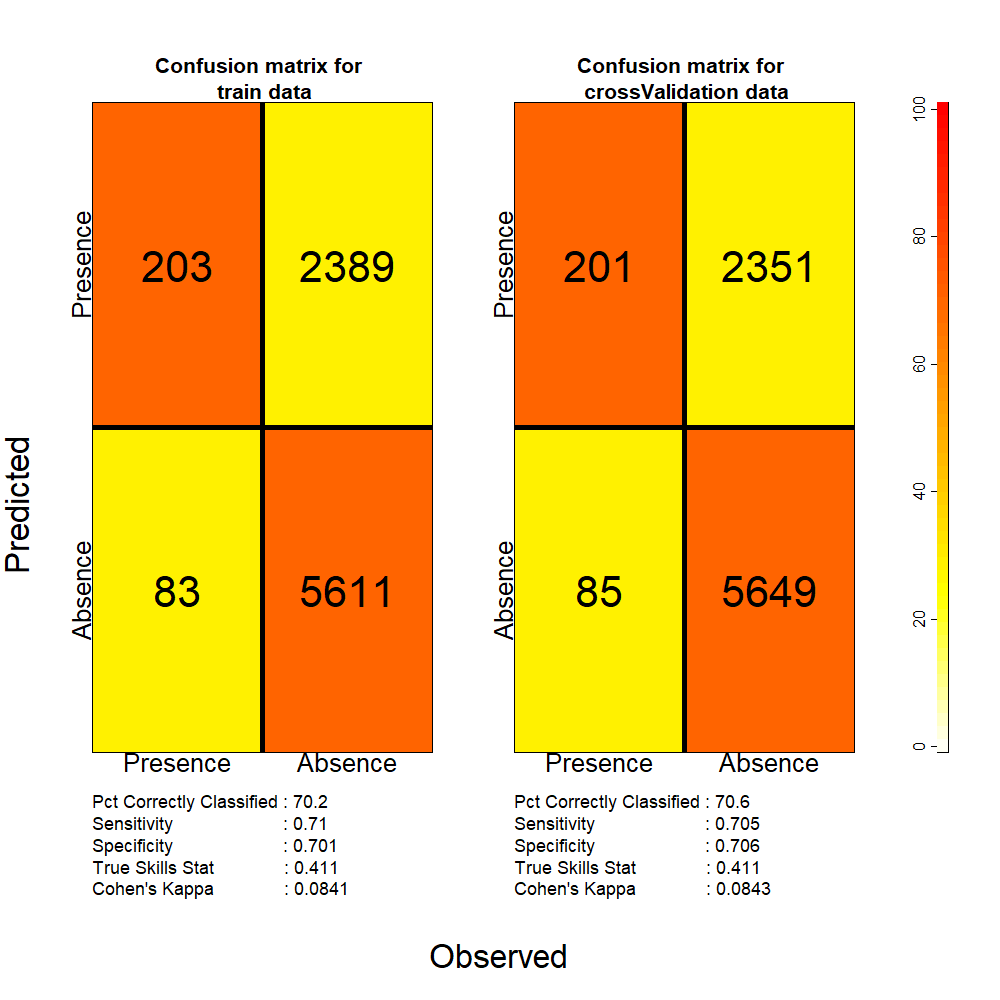 Confusion matrix for
train data
Presence
203
2389
Absence
83
5611
Presence Absence
Pct Correctly Classified : 70.2
Sensitivity : 0.71
Specificity : 0.701
True Skills Stat : 0.411
Cohen's Kappa : 0.0841
Confusion matrix for
crossValidation data
Presence
201
2351
Absence
85
5649
Presence Absence
Pct Correctly Classified : 70.6
Sensitivity : 0.705
Specificity : 0.706
True Skills Stat : 0.411
Cohen's Kappa : 0.0843
100
80
60
40
20
0
Predicted
Observed